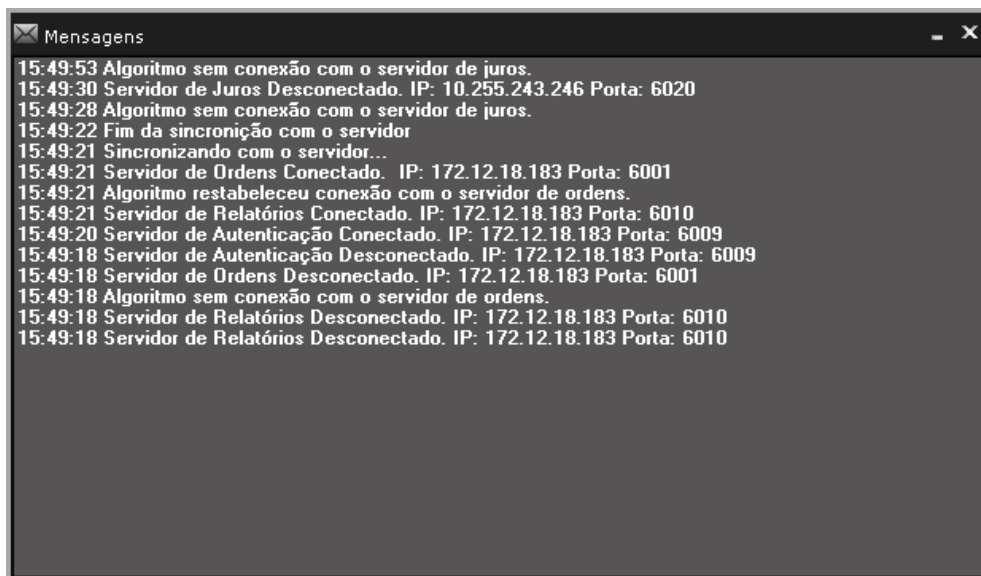 Mensagens
15:49:53 Algoritmo sem conexão com o servidor de juros.
15:49:30 Servidor de Juros Desconectado. IP: 10.255.243.246 Porta: 6020
15:49:28 Algoritmo sem conexão com o servidor de juros.
15:49:22 Fim da sincronição com o servidor
15:49:21 Sincronizando com o servidor...
15:49:21 Servidor de Ordens Conectado.  IP: 172.12.18.183 Porta: 6001
15:49:21 Algoritmo restabeleceu conexão com o servidor de ordens.
15:49:21 Servidor de Relatórios Conectado. IP: 172.12.18.183 Porta: 6010
15:49:20 Servidor de Autenticação Conectado. IP: 172.12.18.183 Porta: 6009
15:49:18 Servidor de Autenticação Desconectado. IP: 172.12.18.183 Porta: 6009
15:49:18 Servidor de Ordens Desconectado. IP: 172.12.18.183 Porta: 6001
15:49:18 Algoritmo sem conexão com o servidor de ordens.
15:49:18 Servidor de Relatórios Desconectado. IP: 172.12.18.183 Porta: 6010
15:49:18 Servidor de Relatórios Desconectado. IP: 172.12.18.183 Porta: 6010